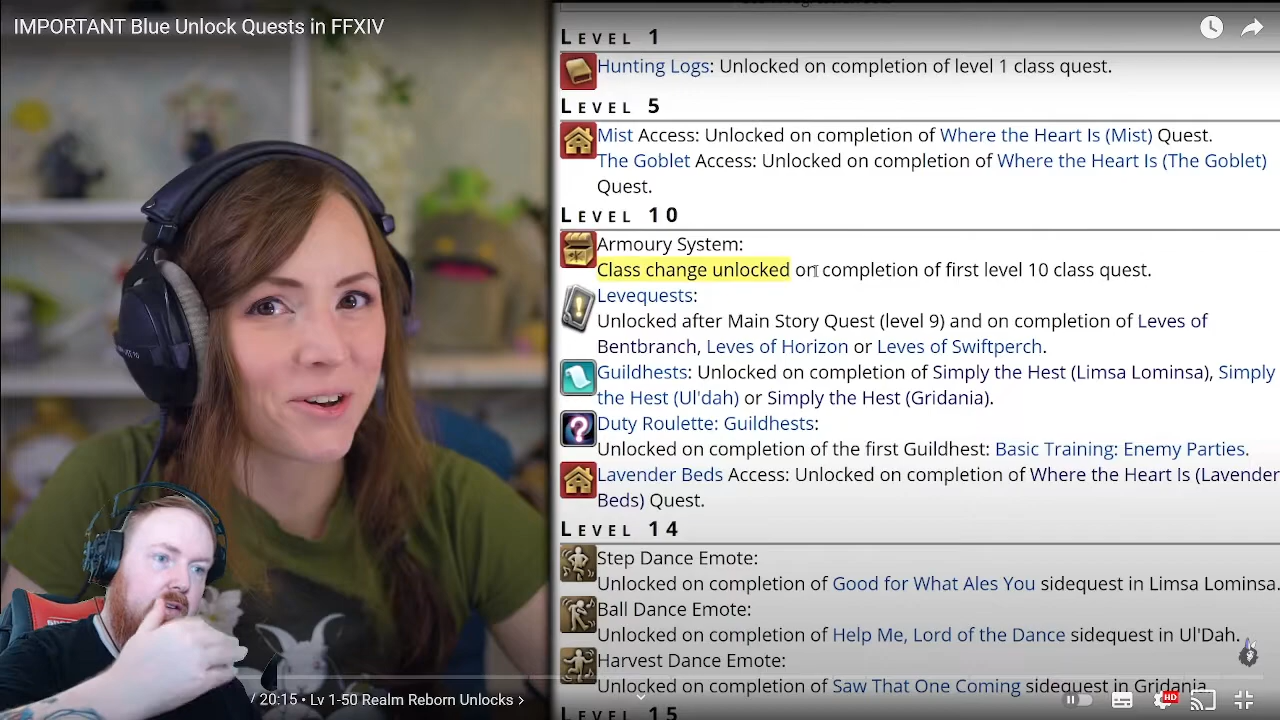 IMPORTANT Blue Unlock Quests in FFXIV
LEVEL 1
Hunting Logs: Unlocked on completion of level 1 class quest.
LEVEL 5
Mist Access: Unlocked on completion of Where the Heart Is (Mist) Quest.
The Goblet Access: Unlocked on completion of Where the Heart Is (The Goblet)
Quest.
LEVEL 10
Armoury System:
Class change unlocked on completion of first level 10 class quest.
Levequests:
Unlocked after Main Story Quest (level 9) and on completion of Leves of
Bentbranch, Leves of Horizon or Leves of Swiftperch.
Guildhests: Unlocked on completion of Simply the Hest (Limsa Lominsa), Simply
the Hest (Ul'dah) or Simply the Hest (Gridania).
Duty Roulette: Guildhests:
Unlocked on completion of the first Guildhest: Basic Training: Enemy Parties.
Lavender Beds Access: Unlocked on completion of Where the Heart Is (Lavender
Beds) Quest.
LEVEL 14
Step Dance Emote:
Unlocked on completion of Good for What Ales You sidequest in Limsa Lominsa
Ball Dance Emote:
Unlocked on completion of Help Me, Lord of the Dance sidequest in Ul'Dah.
Harvest Dance Emote:
Unlocked on completion of Saw That One Coming sidequest in Gridania
LEVEL 15
/ 20:15 • Lv 1-50 Realm Reborn Unlocks >
HD